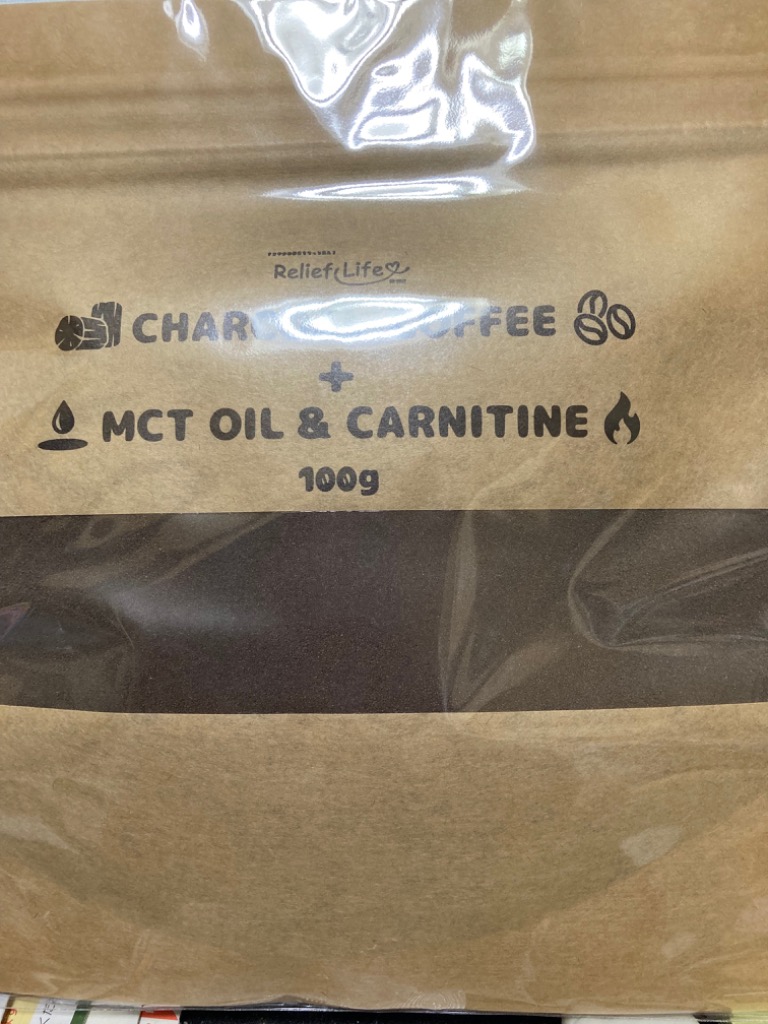 Relief Life
CHAR OFFEE
+
MCT OIL & CARNITINE
100g